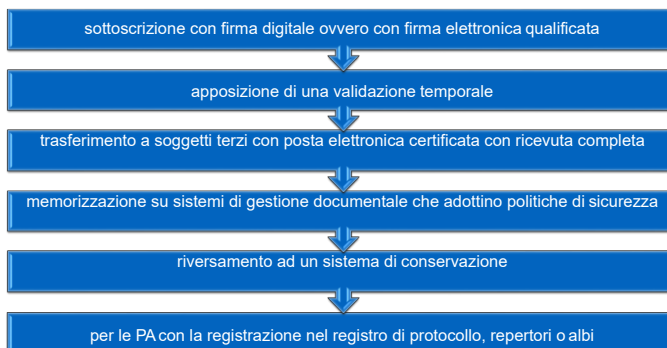 sottoscrizione con firma digitale ovvero con firma elettronica qualificata
apposizione di una validazione temporale
trasferimento a soggetti terzi con posta elettronica certificata con ricevuta completa
memorizzazione su sistemi di gestione documentale che adottino politiche di sicurezza
riversamento ad un sistema di conservazione
per le PA con la registrazione nel registro di protocollo, repertori o albi